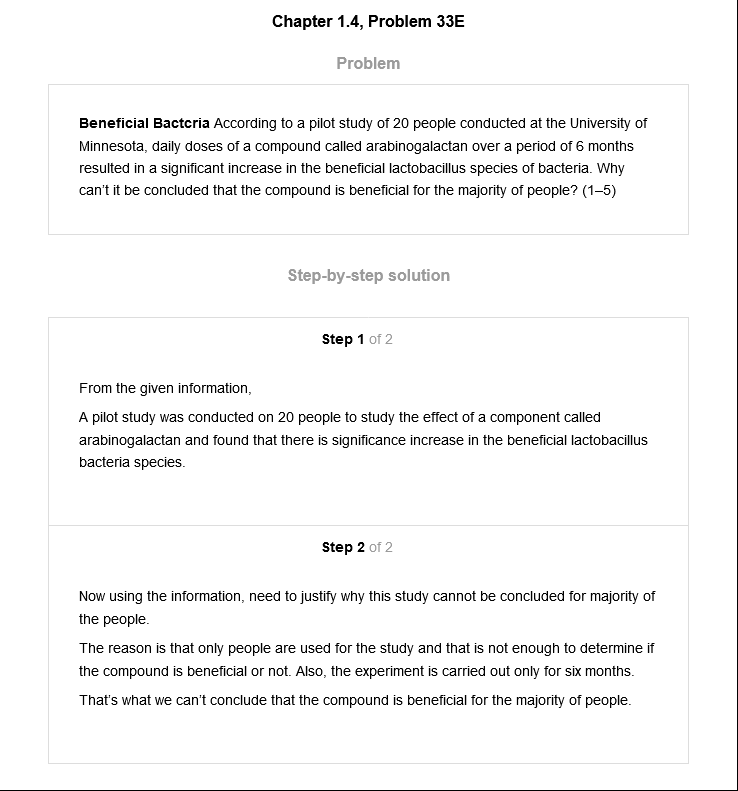 Chapter 1.4, Problem 33E
Problem
Beneficial Bactcria According to a pilot study of 20 people conducted at the University of
Minnesota, daily doses of a compound called arabinogalactan over a period of 6 months
resulted in a significant increase in the beneficial lactobacillus species of bacteria. Why
can't it be concluded that the compound is beneficial for the majority of people? (1–5)
Step-by-step solution
Step 1 of 2
From the given information,
A pilot study was conducted on 20 people to study the effect of a component called
arabinogalactan and found that there is significance increase in the beneficial lactobacillus
bacteria species.
Step 2 of 2
Now using the information, need to justify why this study cannot be concluded for majority of
the people.
The reason is that only people are used for the study and that is not enough to determine if
the compound is beneficial or not. Also, the experiment is carried out only for six months.
That's what we can't conclude that the compound is beneficial for the majority of people.